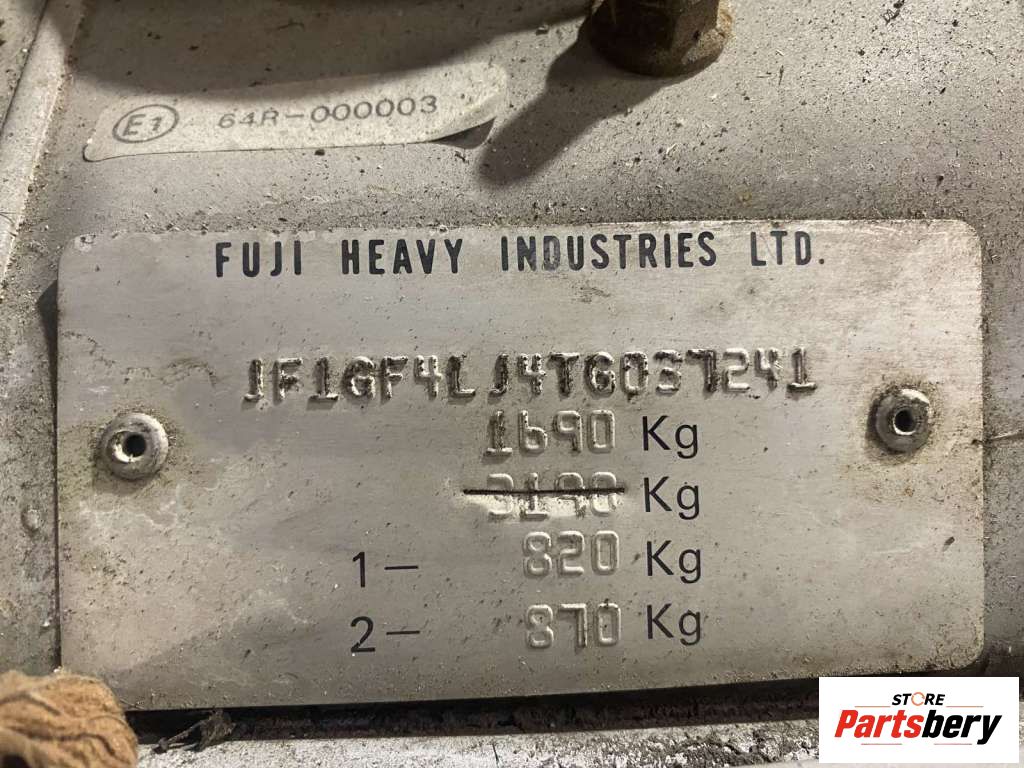 E1 64R-000003
FUJI HEAVY INDUSTRIES LTD.
JF1GF4LJ4TG037241
1690 Kg
3190 Kg
1- 820 Kg
2- 870 Kg
STORE
Partsbery